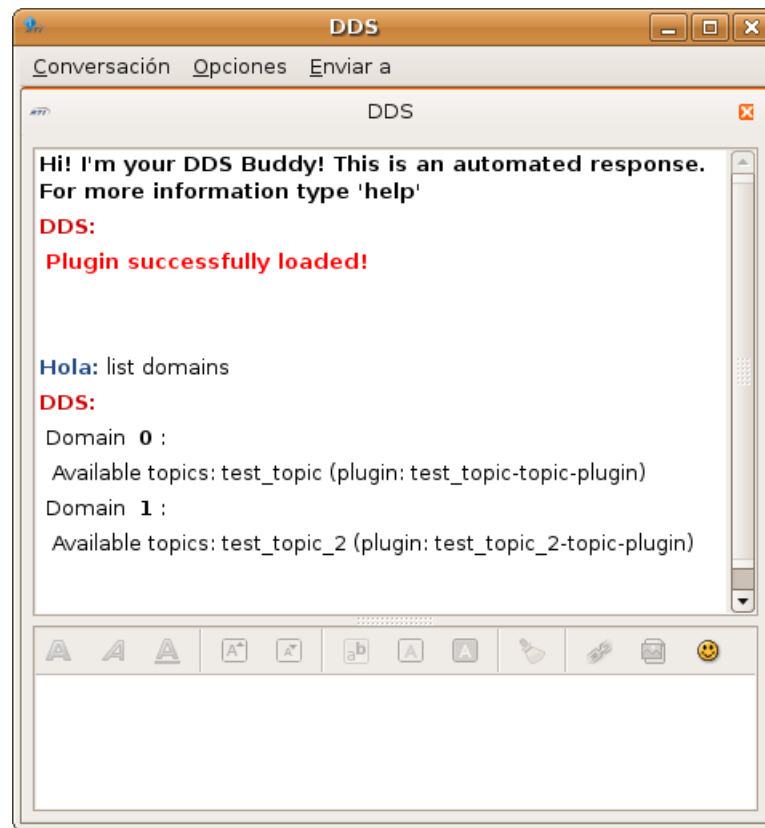 DDS
Conversación Opciones Enviar a
RTI DDS
Hi! I'm your DDS Buddy! This is an automated response.
For more information type 'help'
DDS:
Plugin successfully loaded!
Hola: list domains
DDS:
Domain 0 :
Available topics: test_topic (plugin: test_topic-topic-plugin)
Domain 1 :
Available topics: test_topic_2 (plugin: test_topic_2-topic-plugin)